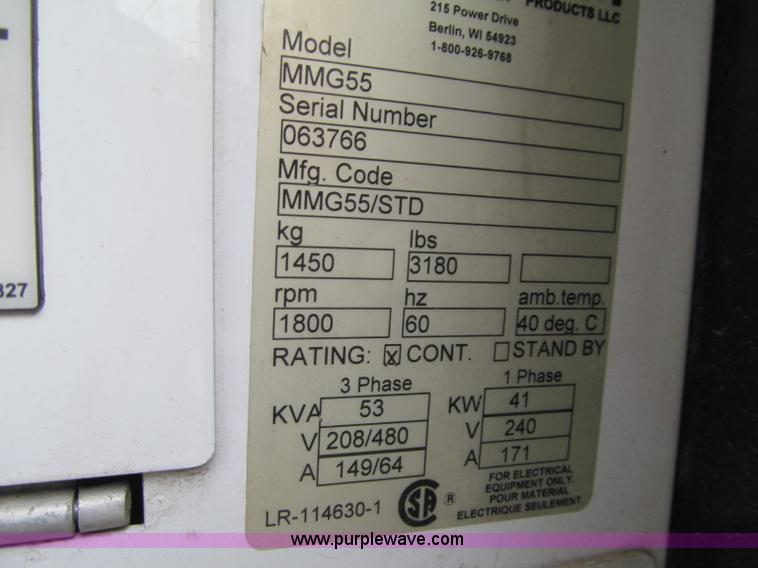 PRODUCTS LLC
215 Power Drive
Berlin, WI 54923
1-800-926-9768
Model
MMG55
Serial Number
063766
Mfg. Code
MMG55/STD
kg lbs
1450 3180
rpm hz amb.temp.
1800 60 40 deg. C
RATING: X CONT. STAND BY
3 Phase 1 Phase
KVA 53 KW 41
V 208/480 V 240
A 149/64 A 171
FOR ELECTRICAL
EQUIPMENT ONLY.
POUR MATERIAL
ELECTRIQUE SEULEMENT.
LR-114630-1 ®
327
www.purplewave.com